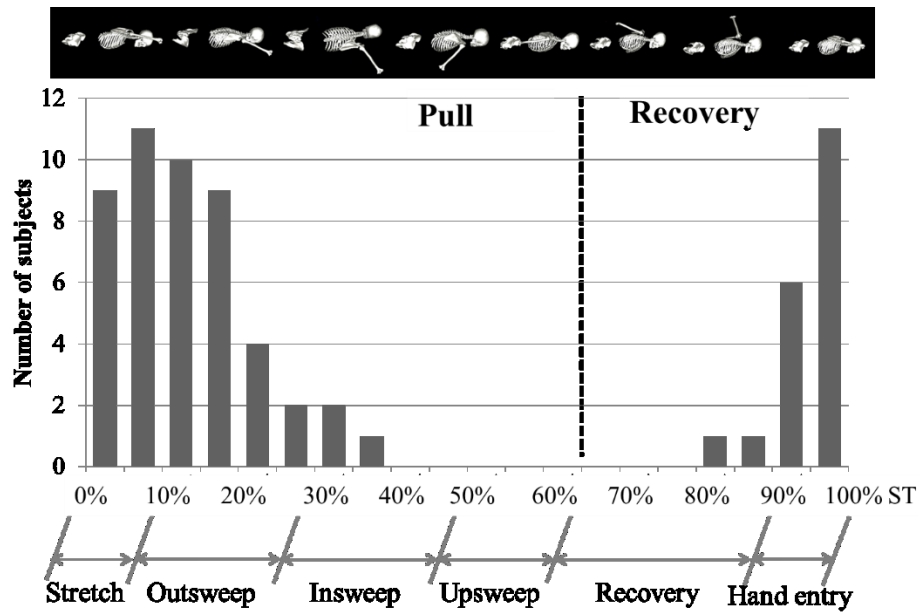 Pull
Recovery
Number of subjects
12
10
8
6
4
2
0
0% 10% 20% 30% 40% 50% 60% 70% 80% 90% 100% ST
Stretch Outsweep Insweep Upsweep Recovery Hand entry